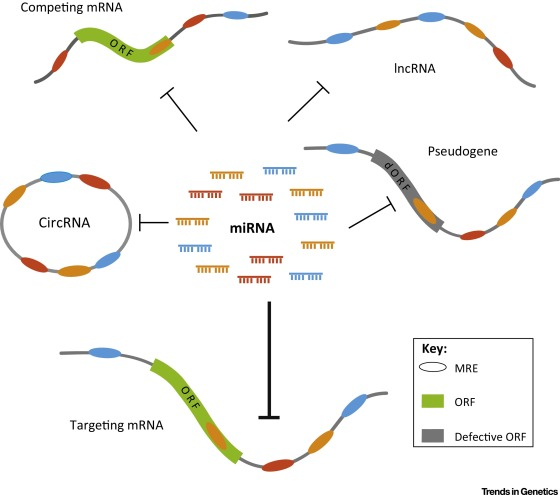 Competing mRNA
ORF
lncRNA
Pseudogene
dORF
CircRNA
miRNA
Targeting mRNA
ORF
Key:
MRE
ORF
Defective ORF
Trends in Genetics